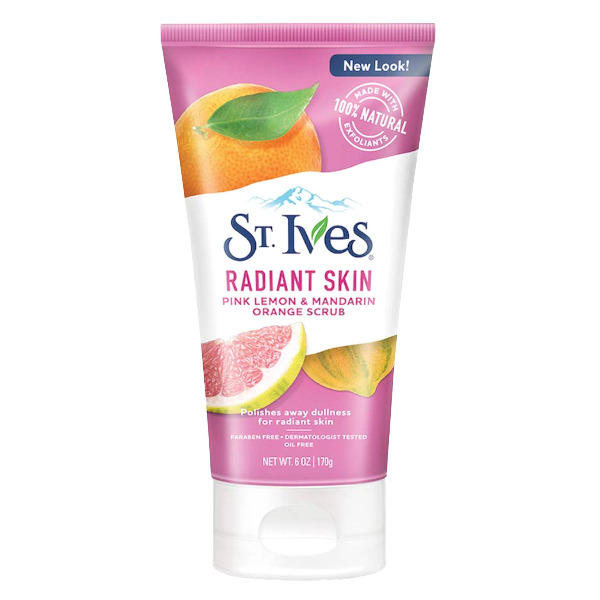 New Look!
MADE WITH
100% NATURAL
EXFOLIANTS
ST. IVES®
RADIANT SKIN
PINK LEMON & MANDARIN
ORANGE SCRUB
Polishes away dullness
for radiant skin
PARABEN FREE • DERMATOLOGIST TESTED
OIL FREE
NET WT. 6 OZ | 170g